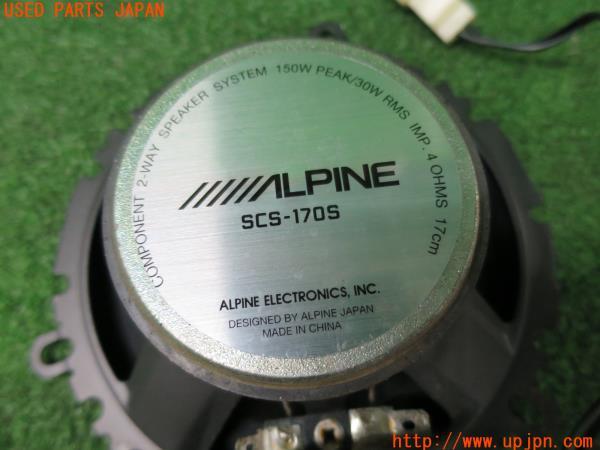 USED PARTS JAPAN
COMPONENT 2-WAY SPEAKER SYSTEM 150W PEAK/30W RMS IMP. 4 OHMS 17cm
ALPINE
SCS-170S
ALPINE ELECTRONICS, INC.
DESIGNED BY ALPINE JAPAN
MADE IN CHINA
http://www.upjpn.com/